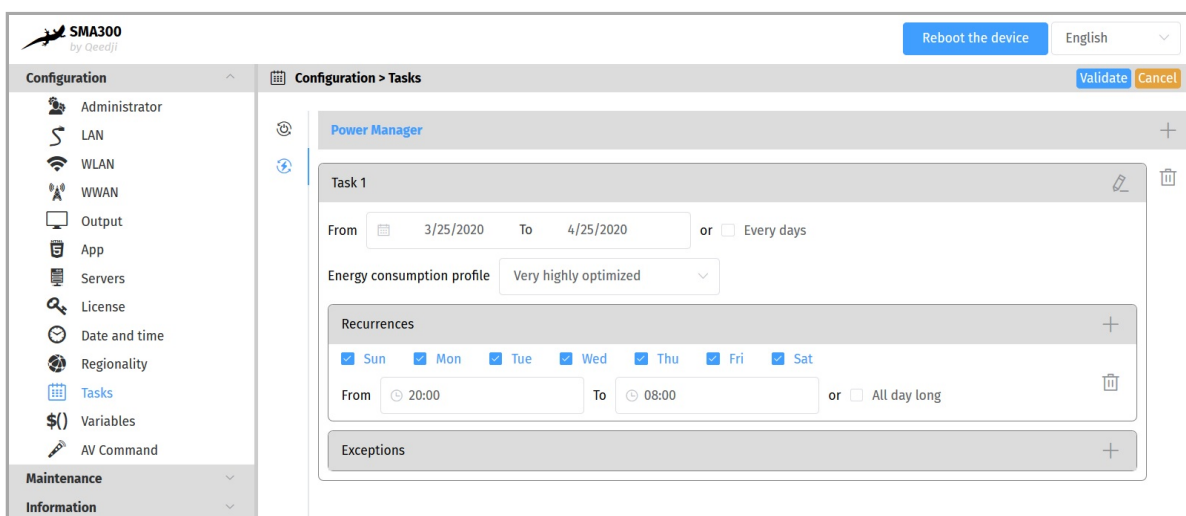 SMA300
by Qeedji
Reboot the device
English
Configuration
Configuration > Tasks
Validate
Cancel
Administrator
LAN
WLAN
WWAN
Output
App
Servers
License
Date and time
Regionality
Tasks
$() Variables
AV Command
Maintenance
Information
Power Manager
Task 1
From 3/25/2020 To 4/25/2020 or Every days
Energy consumption profile Very highly optimized
Recurrences
Sun Mon Tue Wed Thu Fri Sat
From 20:00 To 08:00 or All day long
Exceptions